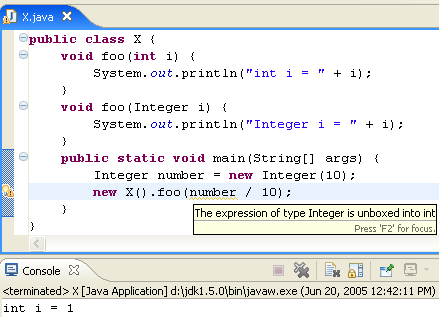 X.java
public class X {
void foo(int i) {
System.out.println("int i = " + i);
}
void foo(Integer i) {
System.out.println("Integer i = " + i);
}
public static void main(String[] args) {
Integer number = new Integer(10);
new X().foo(number / 10);
}
}
The expression of type Integer is unboxed into int
Press 'F2' for focus.
Console
<terminated> X [Java Application] d:\jdk1.5.0\bin\javaw.exe (Jun 20, 2005 12:42:11 PM)
int i = 1